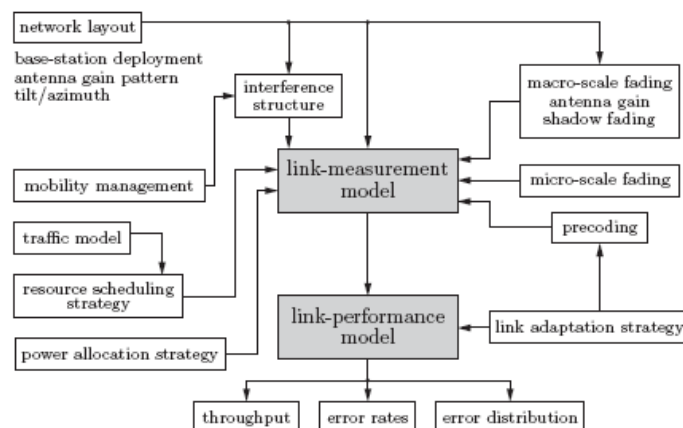 network layout
base-station deployment
antenna gain pattern
tilt/azimuth
interference
structure
macro-scale fading
antenna gain
shadow fading
mobility management
link-measurement
model
micro-scale fading
traffic model
precoding
resource scheduling
strategy
link-performance
model
link adaptation strategy
power allocation strategy
throughput
error rates
error distribution